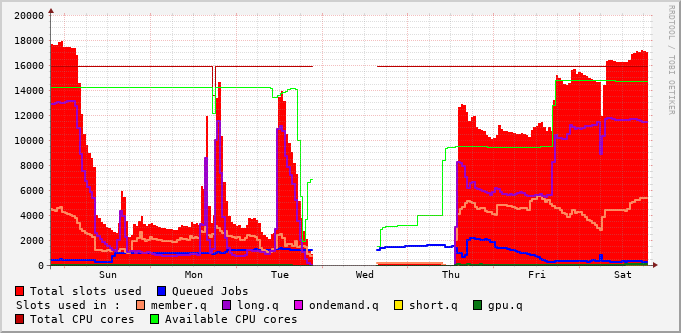 20000
18000
16000
14000
12000
10000
8000
6000
4000
2000
0
Sun Mon Tue Wed Thu Fri Sat
RRDTOOL / TOBI OETIKER
Total slots used Queued Jobs
Slots used in : member.q long.q ondemand.q short.q gpu.q
Total CPU cores Available CPU cores